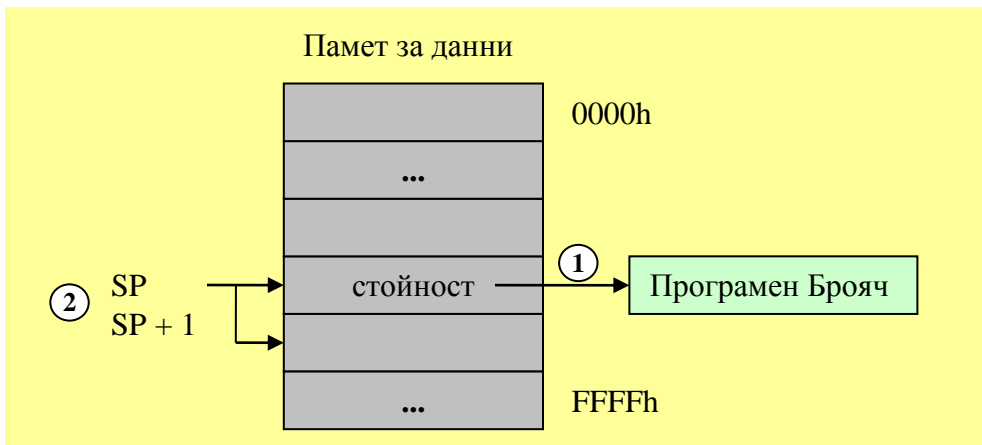 Памет за данни
0000h
...
1
SP
стойност
Програмен Брояч
2
SP + 1
...
FFFFh